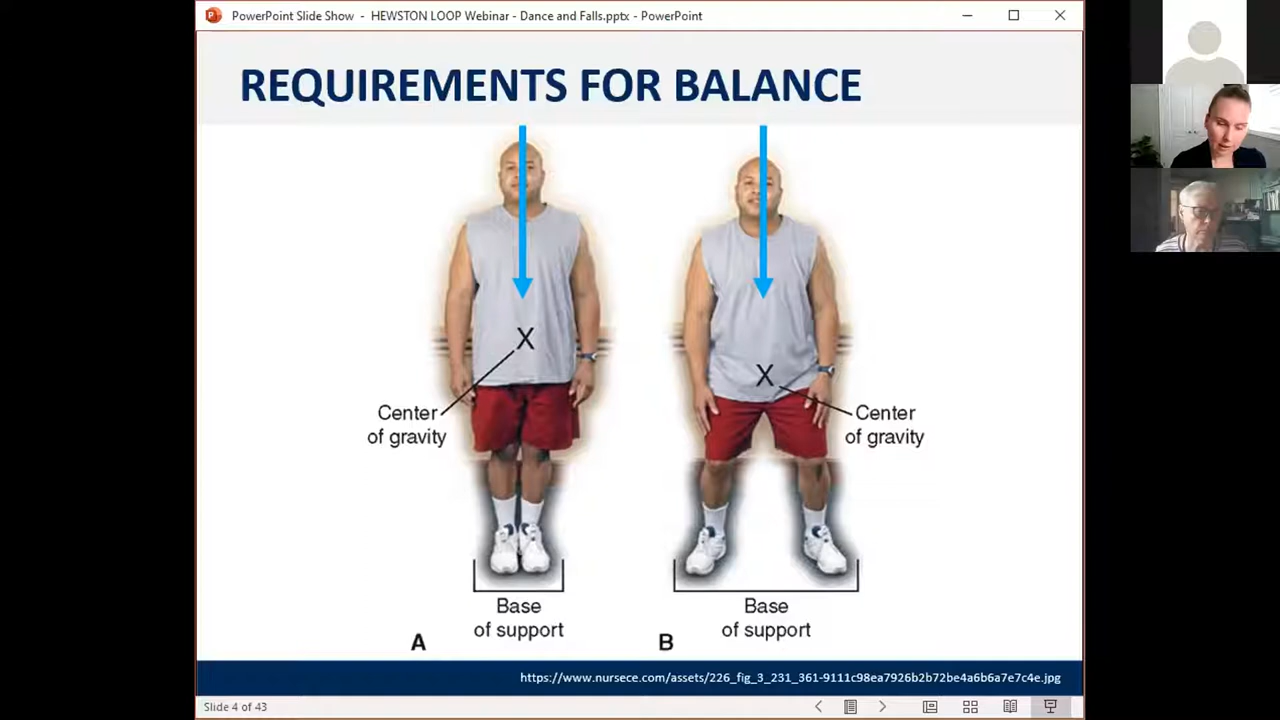 PowerPoint Slide Show - HEWSTON LOOP Webinar - Dance and Falls.pptx - PowerPoint
REQUIREMENTS FOR BALANCE
X
X
Center
of gravity
Center
of gravity
Base
of support
Base
of support
A
B
https://www.nursece.com/assets/226_fig_3_231_361-9111c98ea7926b2b72be4a6b6a7e7c4e.jpg
Slide 4 of 43